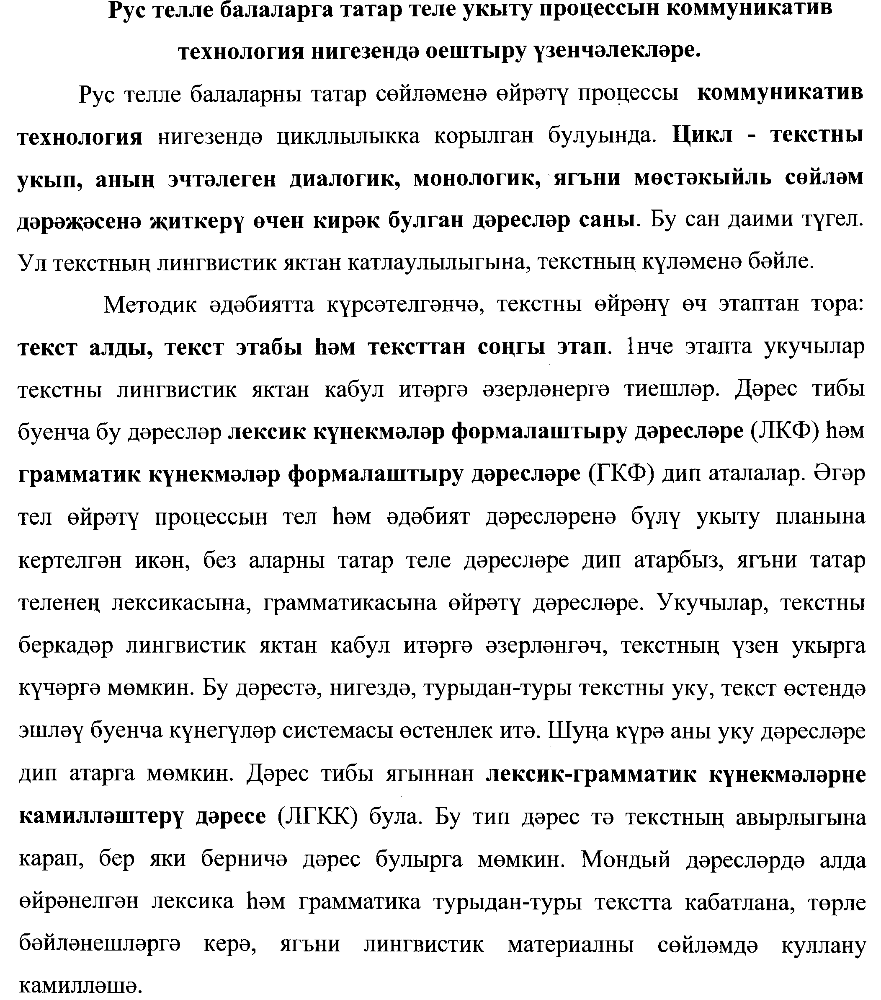 Рус телле балаларга татар теле укыту процессын коммуникатив
технология нигезендә оештыру үзенчәлекләре.
Рус телле балаларны татар сөйләменә өйрәтү процессы коммуникатив
технология нигезендә циклылыкка корылган булуында. Цикл - текстны
укып, аның эчтәлеген диалогик, монологик, ягъни мөстәкыйль сөйләм
дәрәҗәсенә җиткерү өчен кирәк булган дәресләр саны. Бу сан даими түгел.
Ул текстның лингвистик яктан катлаулылыгына, текстның күләменә бәйле.
Методик әдәбиятта күрсәтелгәнчә, текстны өйрәнү өч этаптан тора:
текст алды, текст этабы һәм тексттан соңгы этап. 1нче этапта укучылар
текстны лингвистик яктан кабул итәргә әзерләнергә тиешләр. Дәрес тибы
буенча бу дәресләр лексик күнекмәләр формалаштыру дәресләре (ЛКФ) һәм
грамматик күнекмәләр формалаштыру дәресләре (ГКФ) дип аталалар. Әгәр
тел өйрәтү процессын тел һәм әдәбият дәресләренә бүлү укыту планына
кертелгән икән, без аларны татар теле дәресләре дип атарбыз, ягъни татар
теленең лексикасына, грамматикасына өйрәтү дәресләре. Укучылар, текстны
беркадәр лингвистик яктан кабул итәргә әзерләнгәч, текстның үзен укырга
күчәргә мөмкин. Бу дәрестә, нигездә, турыдан-туры текстны уку, текст өстендә
эшләү буенча күнегүләр системасы өстенлек итә. Шуңа күрә аны уку дәресләре
дип атарга мөмкин. Дәрес тибы ягыннан лексик-грамматик күнекмәләрне
камилләштерү дәресе (ЛГКК) була. Бу тип дәрес тә текстның авырлыгына
карап, бер яки берничә дәрес булырга мөмкин. Мондый дәресләрдә алда
өйрәнелгән лексика һәм грамматика турыдан-туры текстта кабатлана, төрле
бәйләнешләргә керә, ягъни лингвистик материалны сөйләмдә куллану
камилләшә.